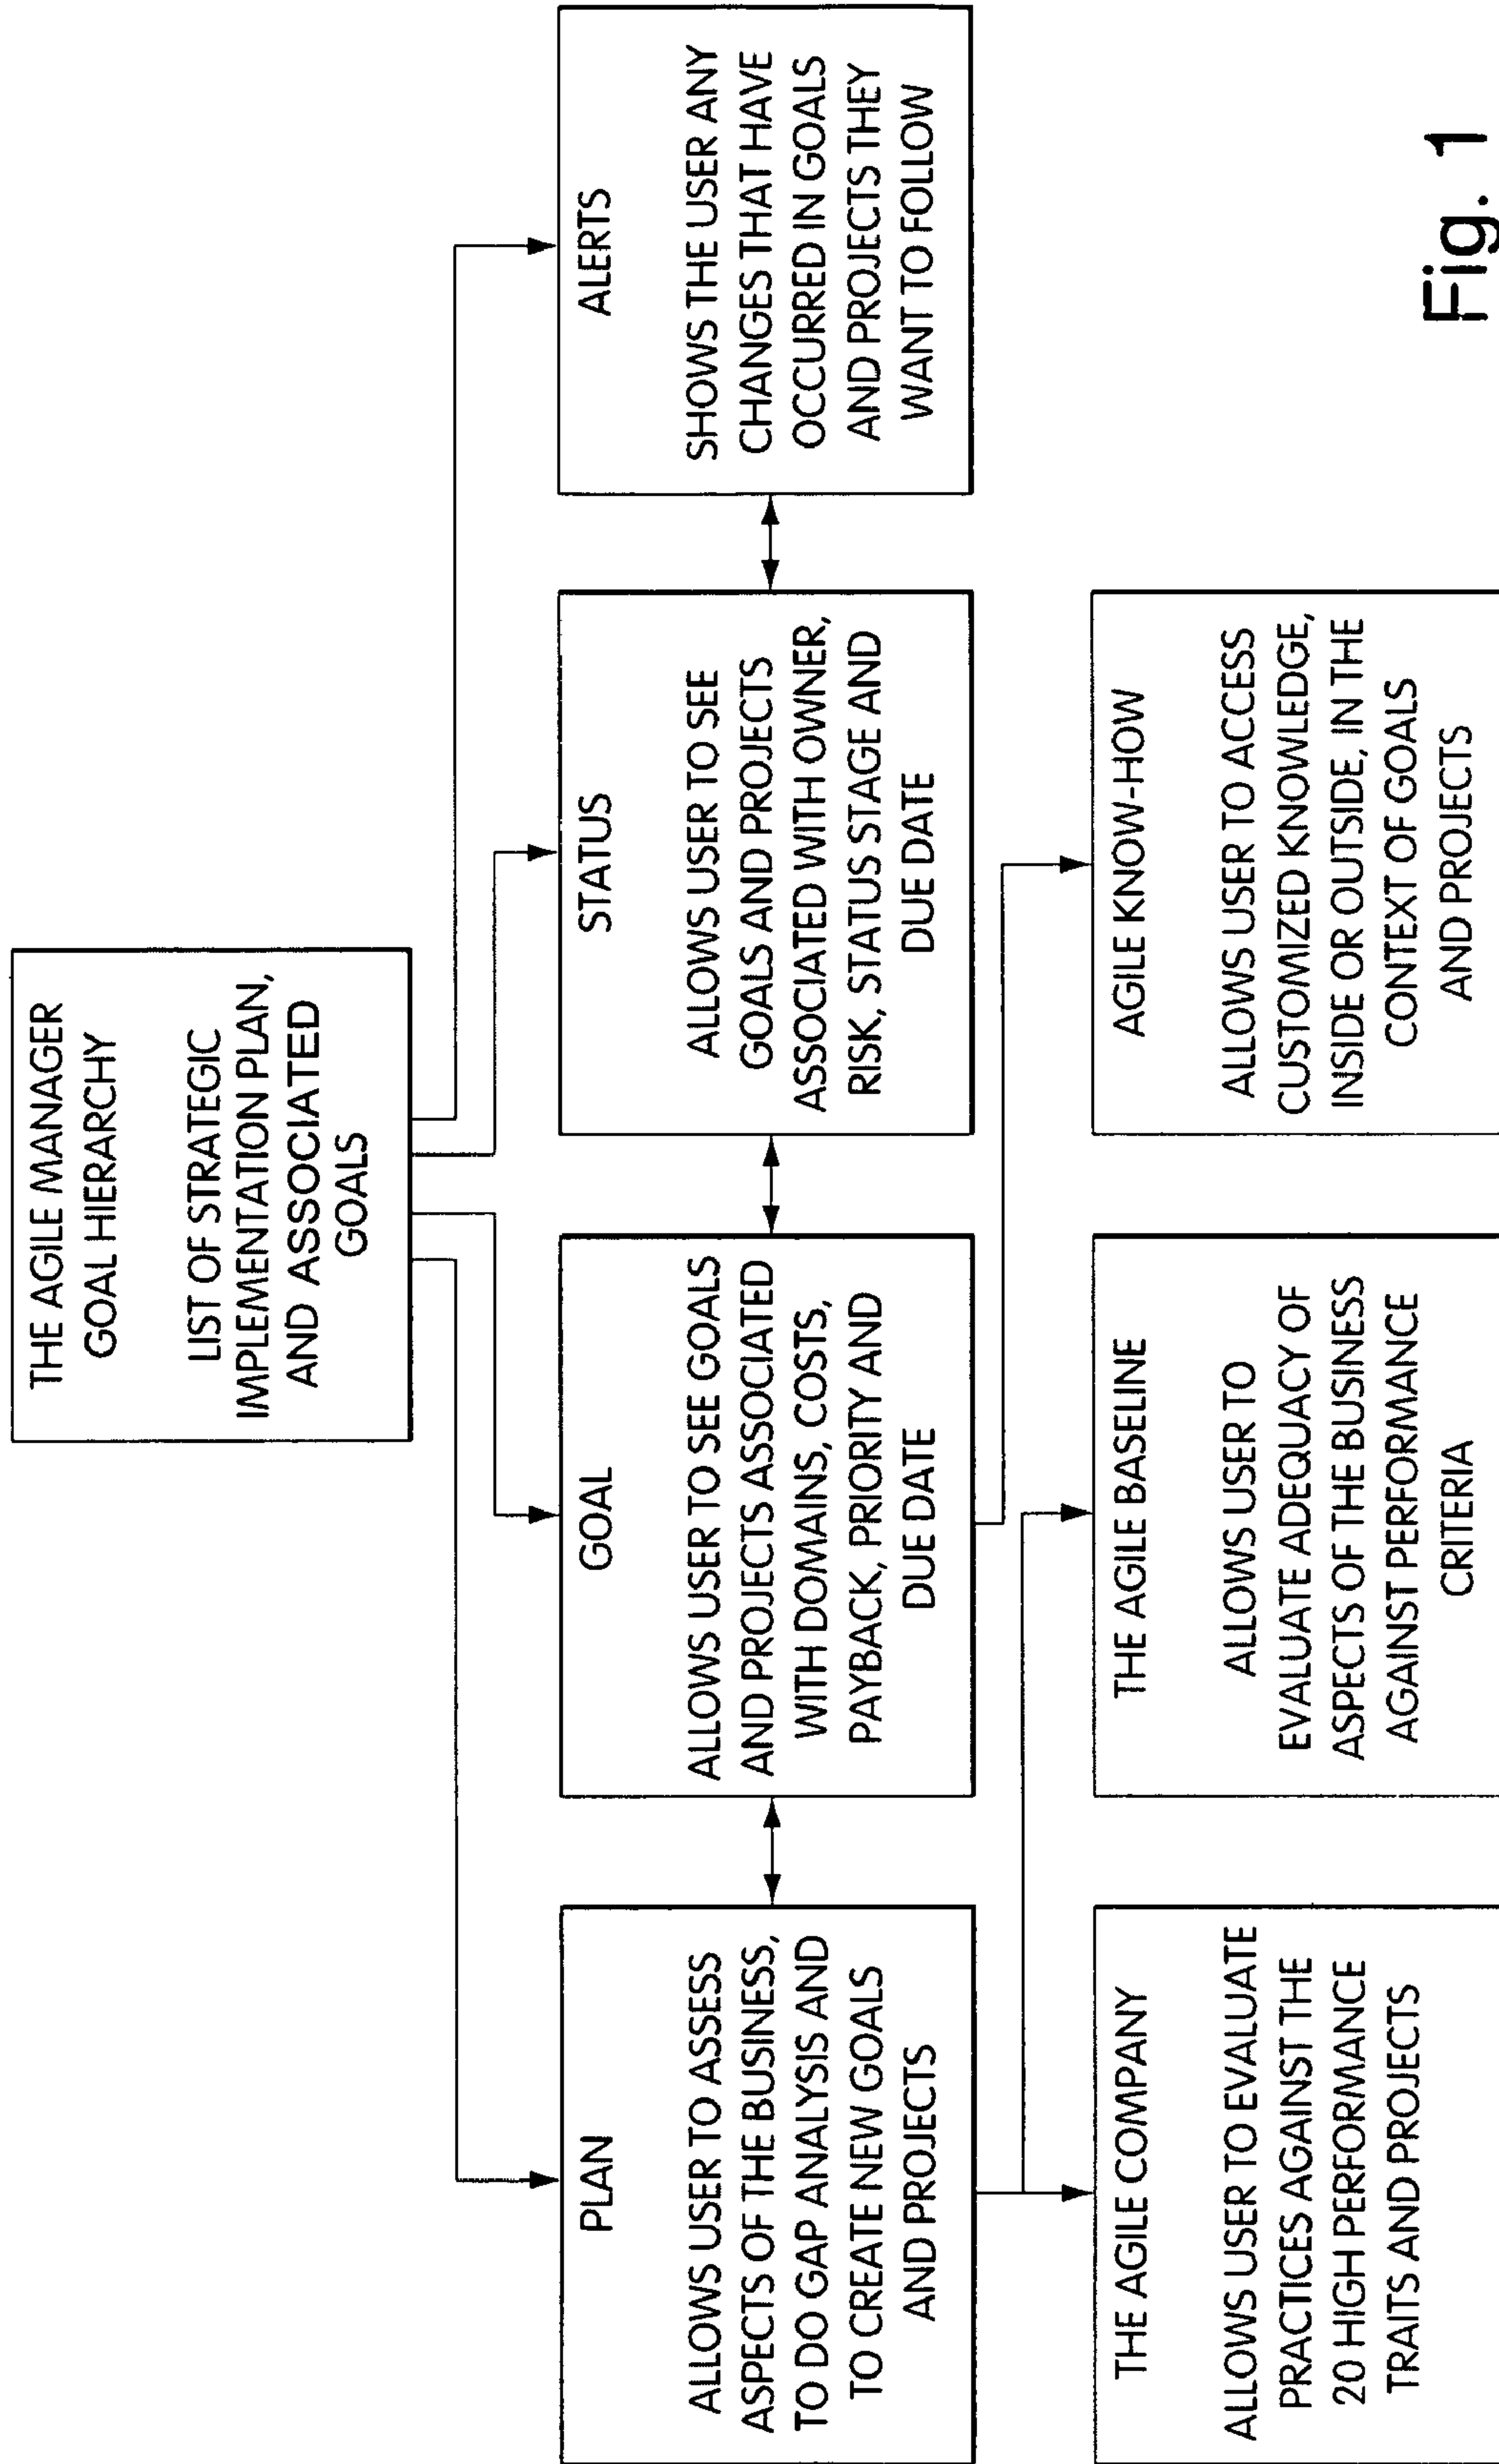 THE AGILE MANAGER
GOAL HIERARCHY
LIST OF STRATEGIC
IMPLEMENTATION PLAN,
AND ASSOCIATED
GOALS
PLAN
ALLOWS USER TO ASSESS
ASPECTS OF THE BUSINESS,
TO DO GAP ANALYSIS AND
TO CREATE NEW GOALS
AND PROJECTS
GOAL
ALLOWS USER TO SEE GOALS
AND PROJECTS ASSOCIATED
WITH DOMAINS, COSTS,
PAYBACK, PRIORITY AND
DUE DATE
STATUS
ALLOWS USER TO SEE
GOALS AND PROJECTS
ASSOCIATED WITH OWNER,
RISK, STATUS STAGE AND
DUE DATE
ALERTS
SHOWS THE USER ANY
CHANGES THAT HAVE
OCCURRED IN GOALS
AND PROJECTS THEY
WANT TO FOLLOW
THE AGILE COMPANY
ALLOWS USER TO EVALUATE
PRACTICES AGAINST THE
20 HIGH PERFORMANCE
TRAITS AND PROJECTS
THE AGILE BASELINE
ALLOWS USER TO
EVALUATE ADEQUACY OF
ASPECTS OF THE BUSINESS
AGAINST PERFORMANCE
CRITERIA
AGILE KNOW-HOW
ALLOWS USER TO ACCESS
CUSTOMIZED KNOWLEDGE,
INSIDE OR OUTSIDE, IN THE
CONTEXT OF GOALS
AND PROJECTS
Fig. 1